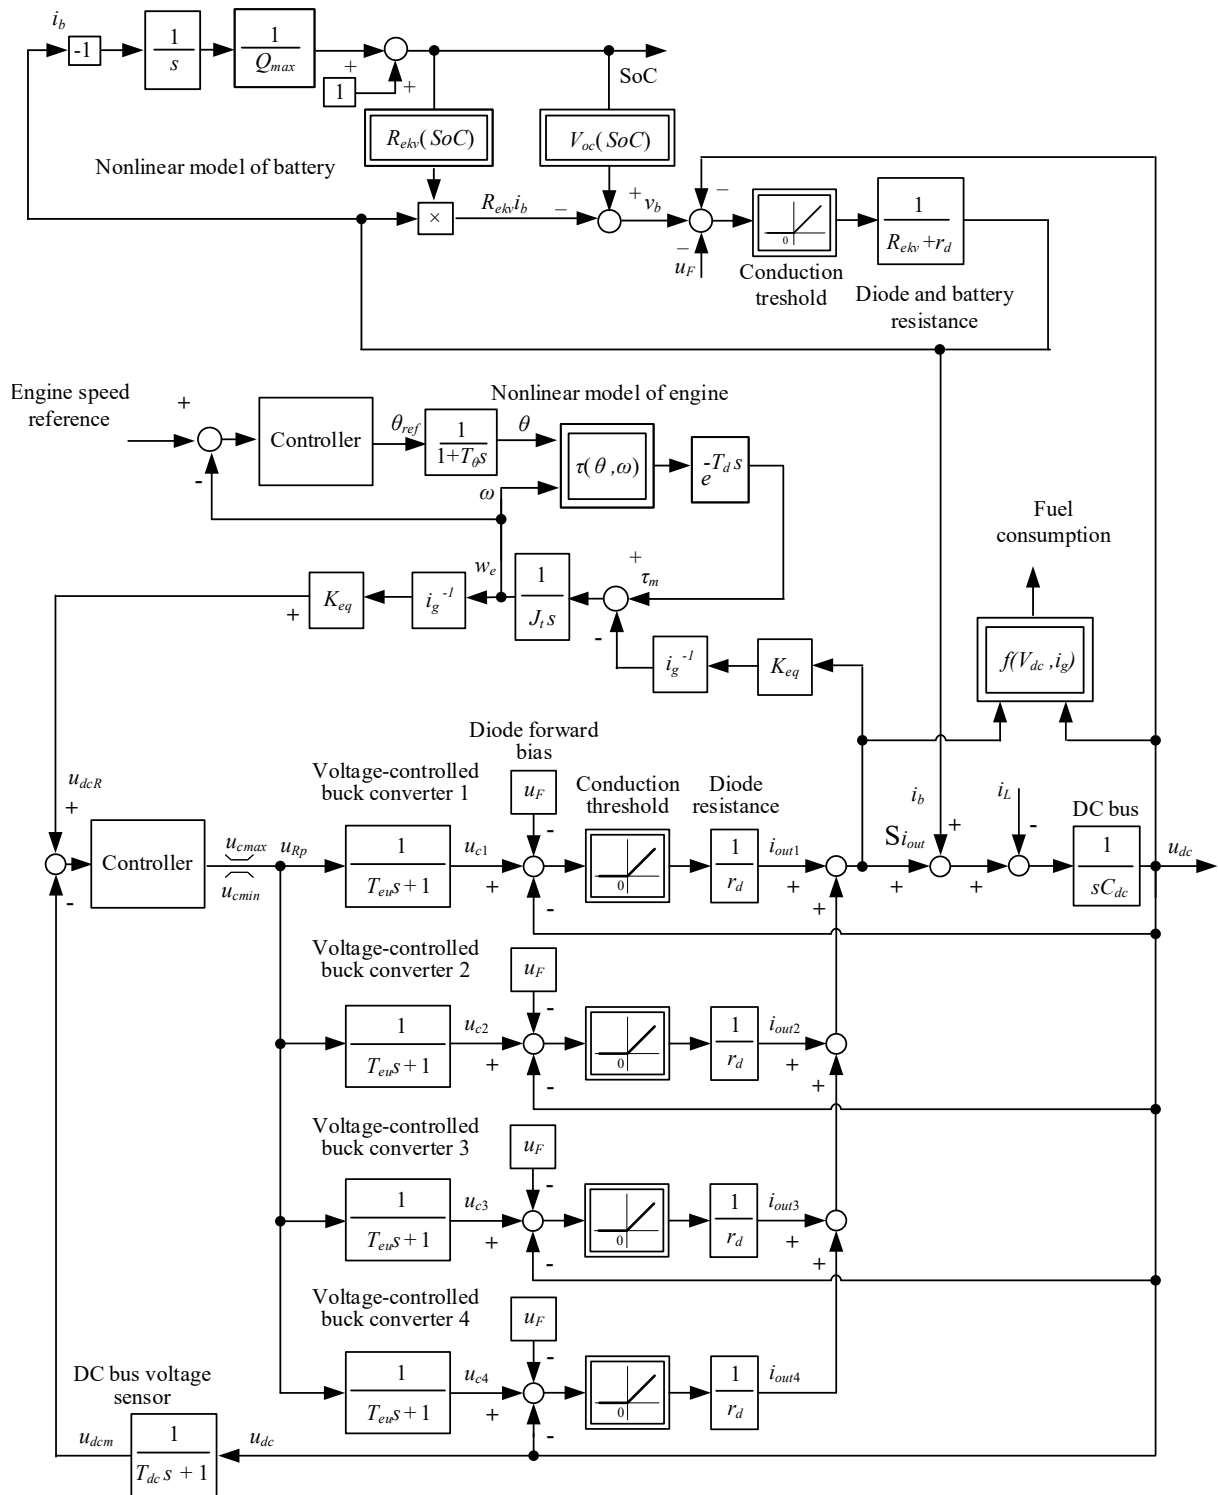 i_b
-1
1
s
1
Q_max
+
1
+
SoC
R_ekv(SoC)
V_oc(SoC)
Nonlinear model of battery
×
R_ekv i_b
–
+
v_b
–
–
u_F
0
Conduction
treshold
1
R_ekv +r_d
Diode and battery
resistance
Engine speed
reference
+
-
Controller
θ_ref
1
1+T_θs
θ
Nonlinear model of engine
τ(θ ,ω)
e^-T_d s
ω
w_e
K_eq
+
i_g^-1
1
J_t s
+
τ_m
-
i_g^-1
K_eq
Fuel
consumption
f(V_dc ,i_g)
u_dcR
+
-
Controller
u_cmax
u_cmin
u_Rp
Voltage-controlled
buck converter 1
1
T_eu s + 1
u_c1
+
Diode forward
bias
u_F
-
-
Conduction
threshold
0
Diode
resistance
1
r_d
i_out1
+
+
Si_out
+
i_b
+
+
i_L
-
DC bus
1
sC_dc
u_dc
Voltage-controlled
buck converter 2
1
T_eu s + 1
u_c2
+
u_F
-
-
0
1
r_d
i_out2
+
+
Voltage-controlled
buck converter 3
1
T_eu s + 1
u_c3
+
u_F
-
-
0
1
r_d
i_out3
+
+
Voltage-controlled
buck converter 4
1
T_eu s + 1
u_c4
+
u_F
-
-
0
1
r_d
i_out4
DC bus voltage
sensor
u_dcm
1
T_dc s + 1
u_dc